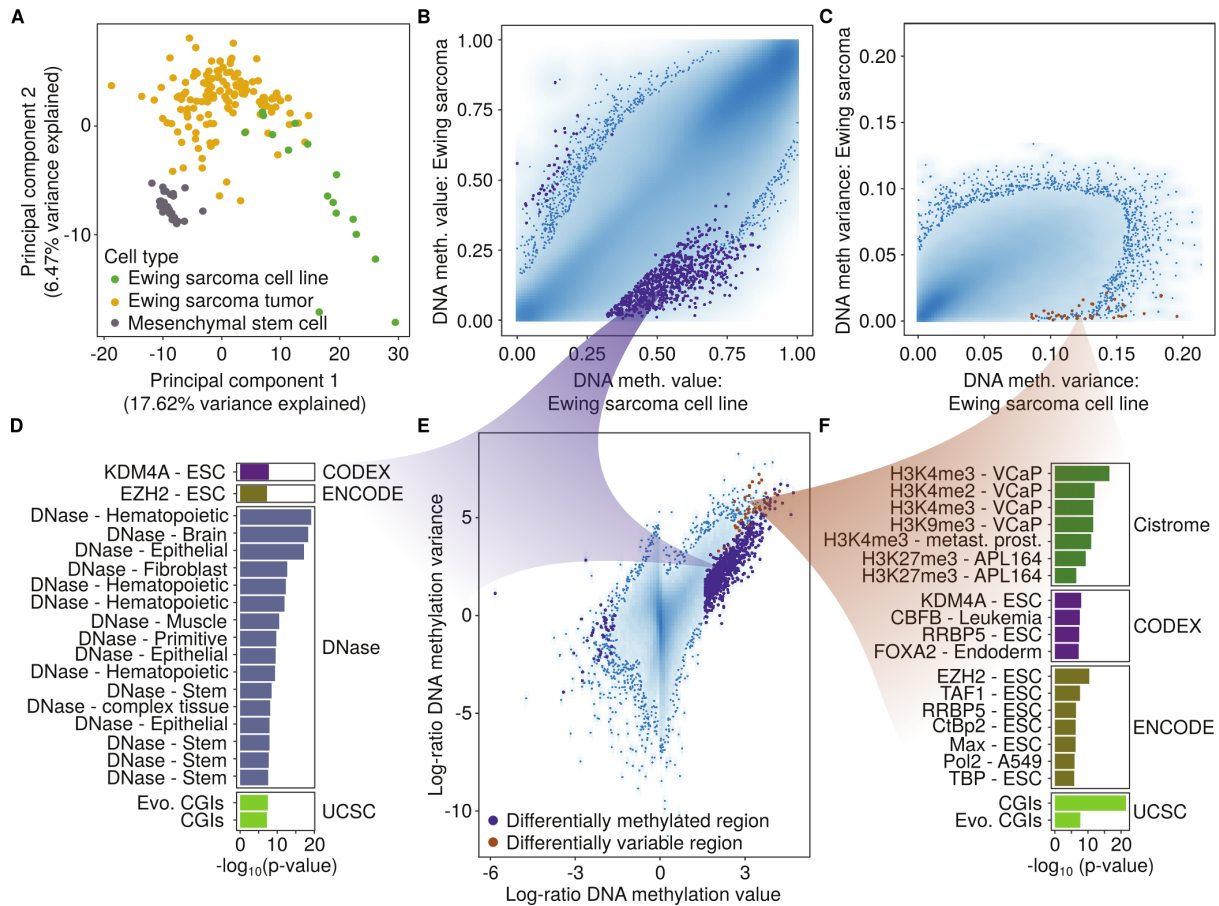 A
Principal component 2
(6.47% variance explained)
0
-10
Cell type
Ewing sarcoma cell line
Ewing sarcoma tumor
Mesenchymal stem cell
-20
-10
0
10
20
30
Principal component 1
(17.62% variance explained)
B
DNA meth. value: Ewing sarcoma
1.00
0.75
0.50
0.25
0.00
0.00
0.25
0.50
0.75
1.00
DNA meth. value:
Ewing sarcoma cell line
C
DNA meth variance: Ewing sarcoma
0.20
0.15
0.10
0.05
0.00
0.00
0.05
0.10
0.15
0.20
DNA meth. variance:
Ewing sarcoma cell line
D
KDM4A - ESC
CODEX
EZH2 - ESC
ENCODE
DNase - Hematopoietic
DNase - Brain
DNase - Epithelial
DNase - Fibroblast
DNase - Hematopoietic
DNase - Hematopoietic
DNase - Muscle
DNase - Primitive
DNase - Epithelial
DNase - Hematopoietic
DNase - Stem
DNase - complex tissue
DNase - Epithelial
DNase - Stem
DNase - Stem
DNase - Stem
DNase
Evo. CGIs
CGIs
UCSC
0
10
20
-log10(p-value)
E
Log-ratio DNA methylation variance
5
0
-5
-10
Differentially methylated region
Differentially variable region
-6
-3
0
3
Log-ratio DNA methylation value
F
H3K4me3 - VCaP
H3K4me2 - VCaP
H3K4me3 - VCaP
H3K9me3 - VCaP
H3K4me3 - metast. prost.
H3K27me3 - APL164
H3K27me3 - APL164
Cistrome
KDM4A - ESC
CBFB - Leukemia
RRBP5 - ESC
FOXA2 - Endoderm
CODEX
EZH2 - ESC
TAF1 - ESC
RRBP5 - ESC
CtBp2 - ESC
Max - ESC
Pol2 - A549
TBP - ESC
ENCODE
CGIs
Evo. CGIs
UCSC
0
10
20
-log10 (p-value)